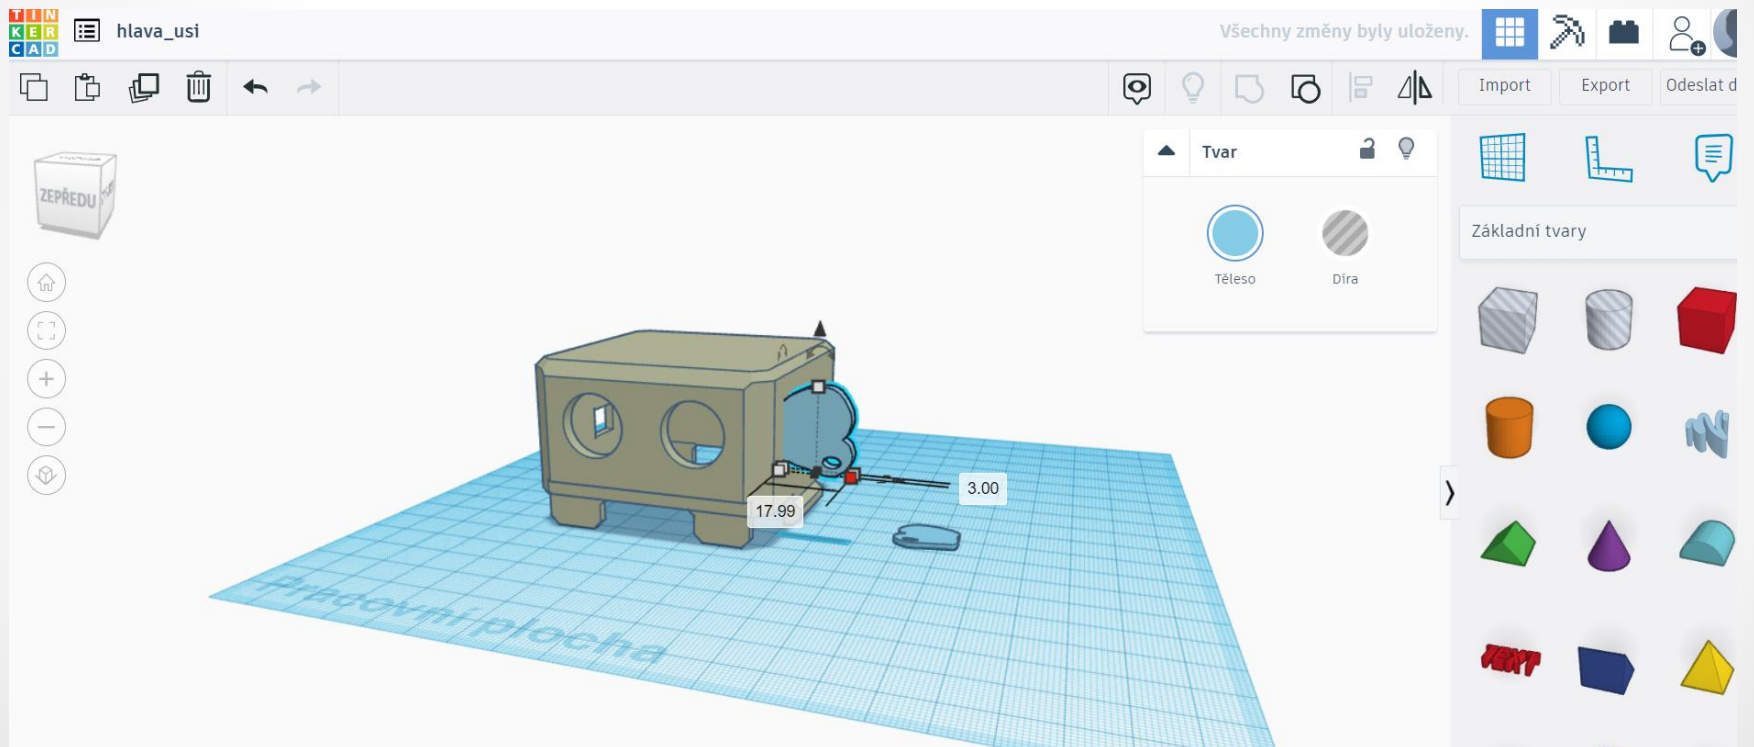 TIN
KER
CAD
hlava_usi
Všechny změny byly uloženy.
Import
Export
Odeslat d
ZEPŘEDU
Tvar
Těleso
Díra
Základní tvary
3.00
17.99
Pracovní plocha
TEXT